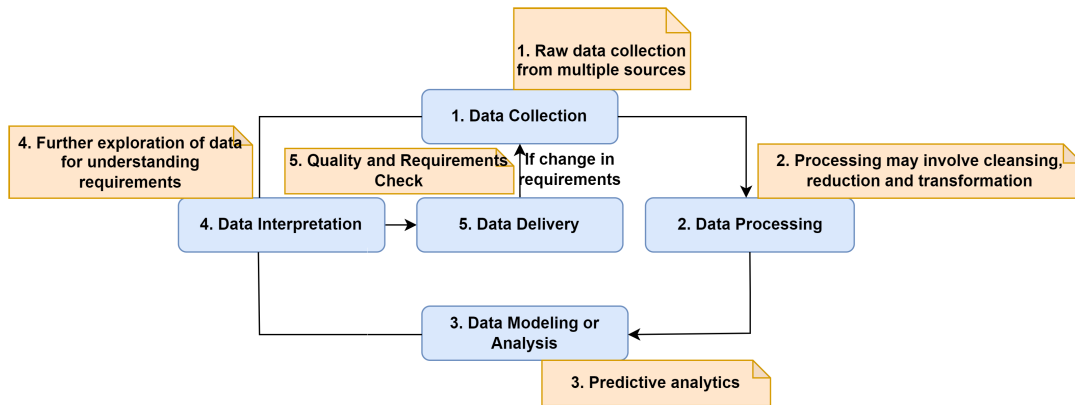 1. Raw data collection
from multiple sources
1. Data Collection
4. Further exploration of data
for understanding
requirements
5. Quality and Requirements
Check
If change in
requirements
2. Processing may involve cleansing,
reduction and transformation
4. Data Interpretation
5. Data Delivery
2. Data Processing
3. Data Modeling or
Analysis
3. Predictive analytics